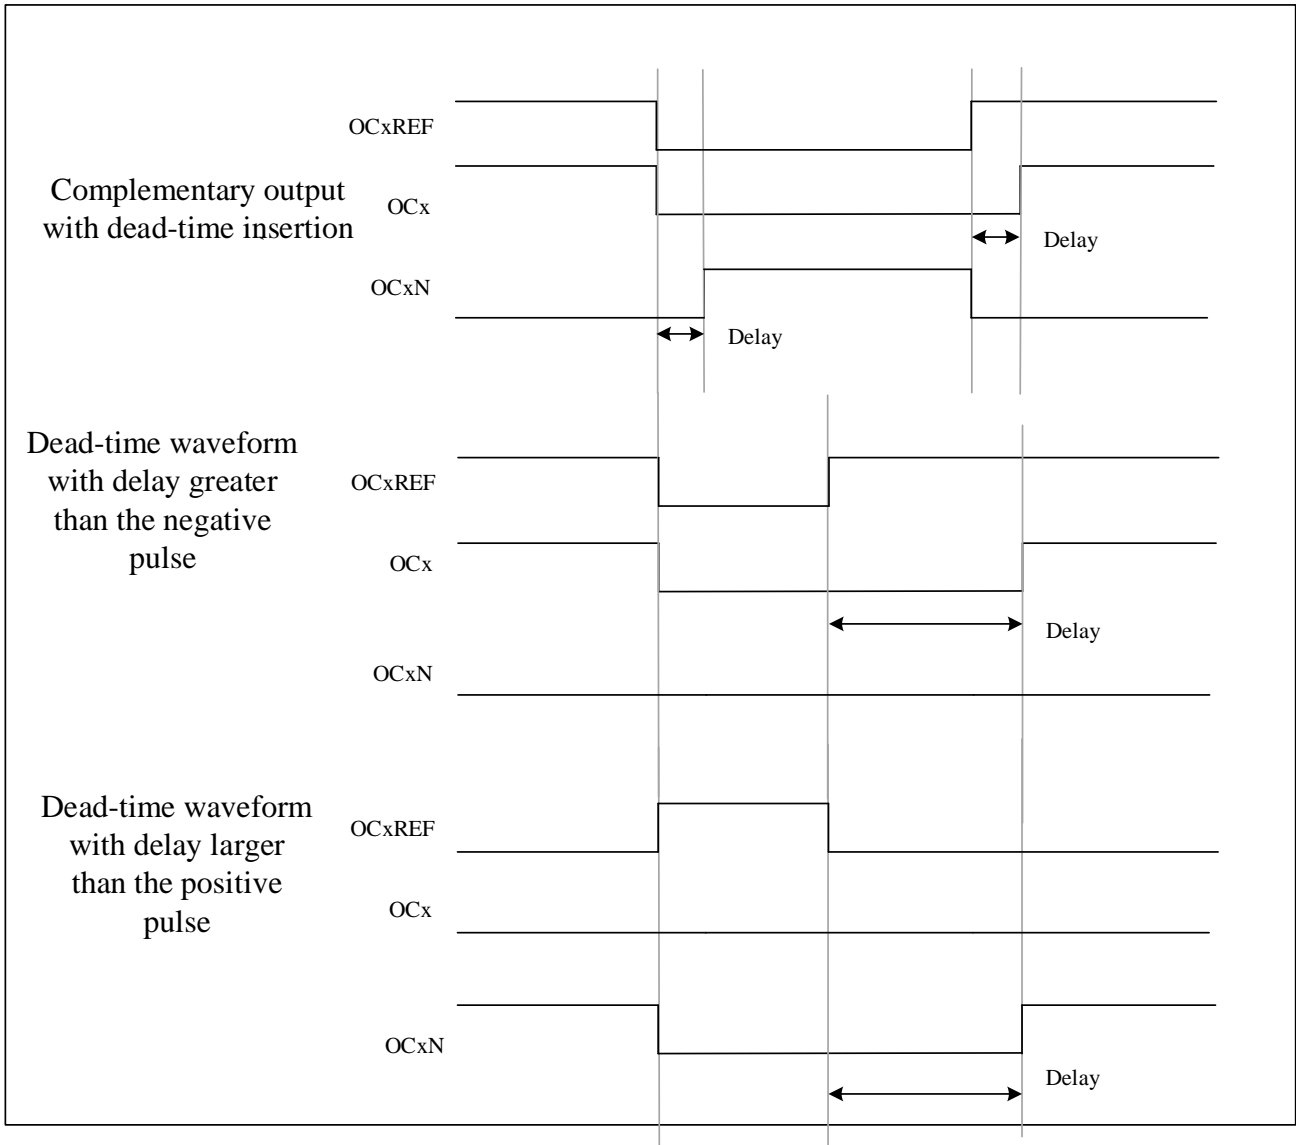 OCxREF
Complementary output
with dead-time insertion
OCx
Delay
OCxN
Delay
Dead-time waveform
with delay greater
than the negative
pulse
OCxREF
OCx
Delay
OCxN
Dead-time waveform
with delay larger
than the positive
pulse
OCxREF
OCx
OCxN
Delay